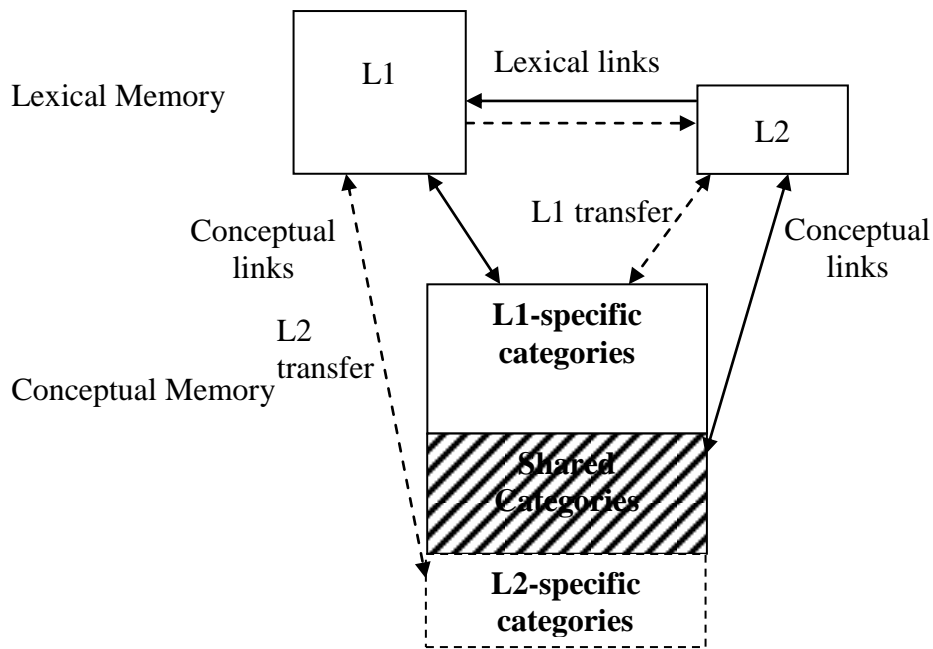 L1
Lexical links
Lexical Memory
L2
L1 transfer
Conceptual
links
Conceptual
links
L1-specific
categories
L2
transfer
Conceptual Memory
Shared
Categories
L2-specific
categories